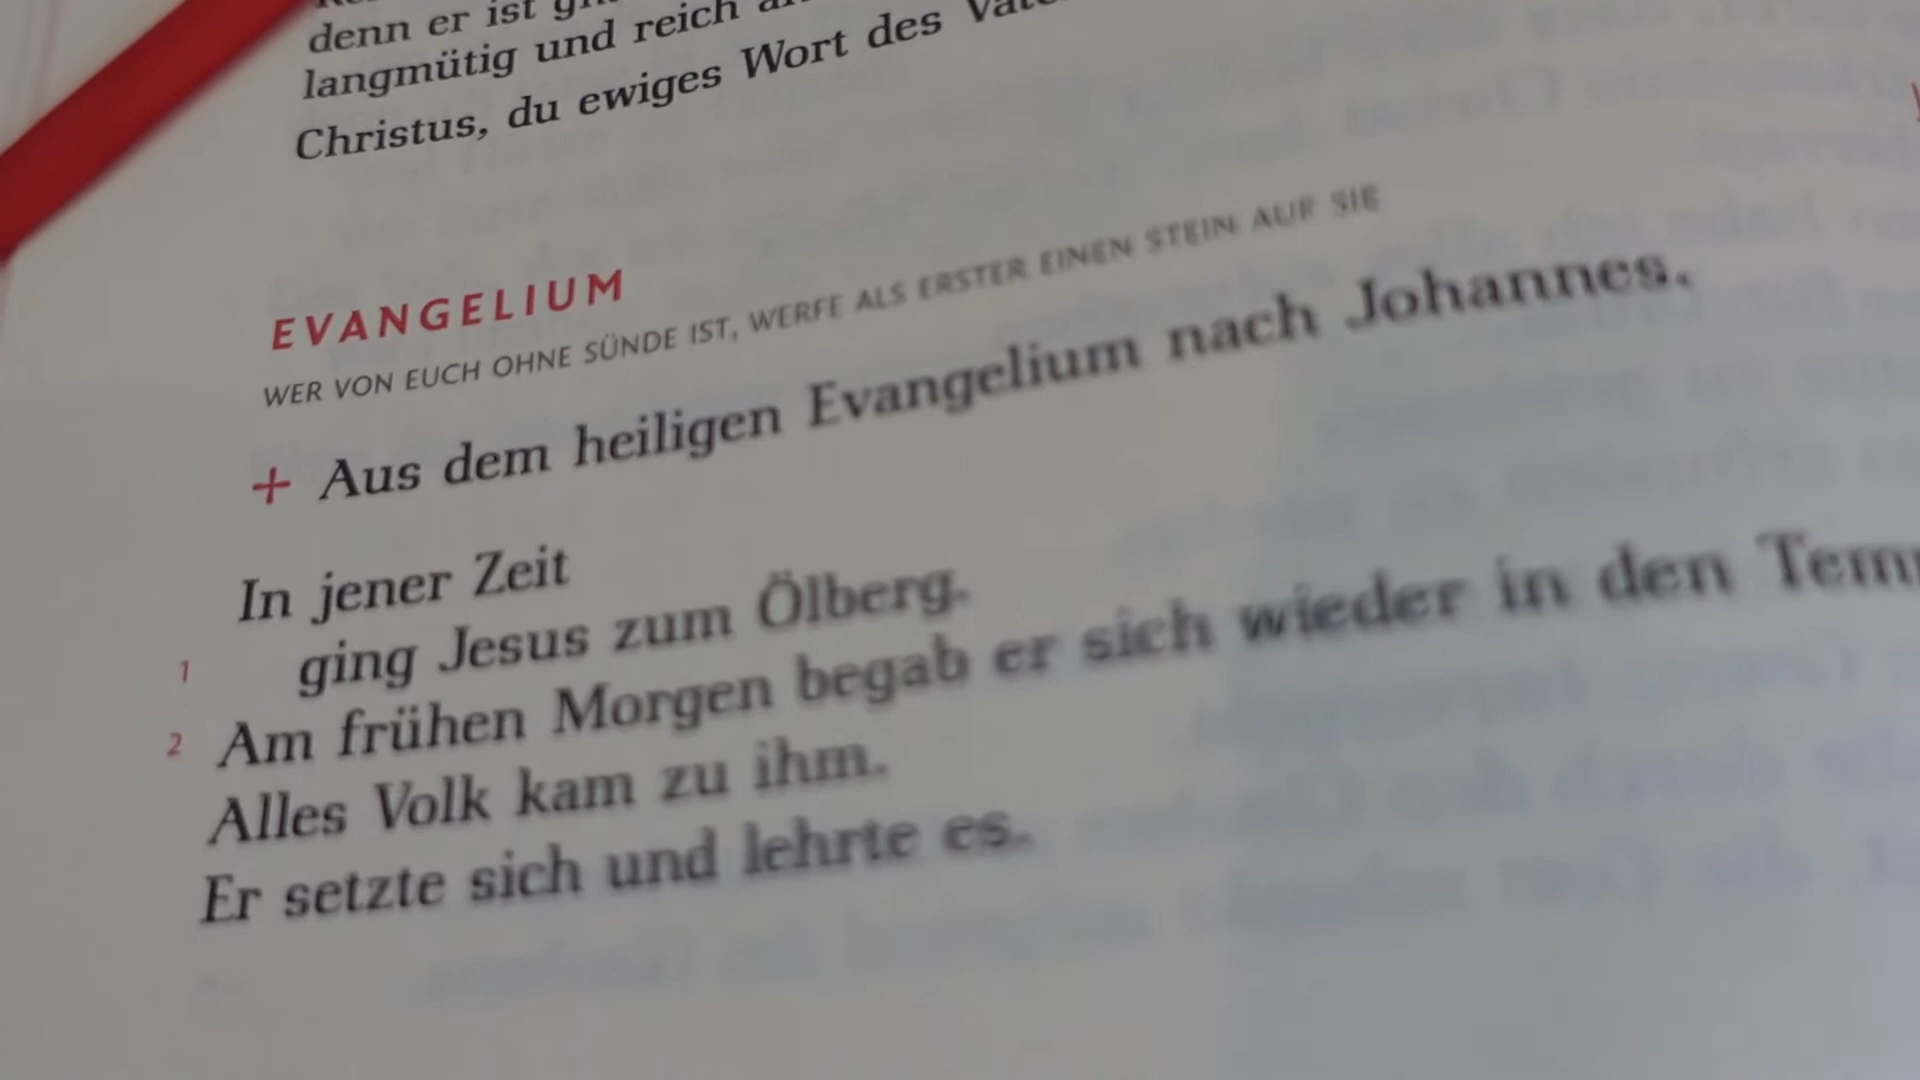 denn er ist
langmütig und reich
Christus, du ewiges Wort des
EVANGELIUM
WER VON EUCH OHNE SÜNDE IST, WERFE ALS ERSTER EINEN STEIN AUF SIE
+ Aus dem heiligen Evangelium nach Johannes.
In jener Zeit
1 ging Jesus zum Ölberg.
2 Am frühen Morgen begab er sich wieder in den
Alles Volk kam zu ihm.
Er setzte sich und lehrte es.